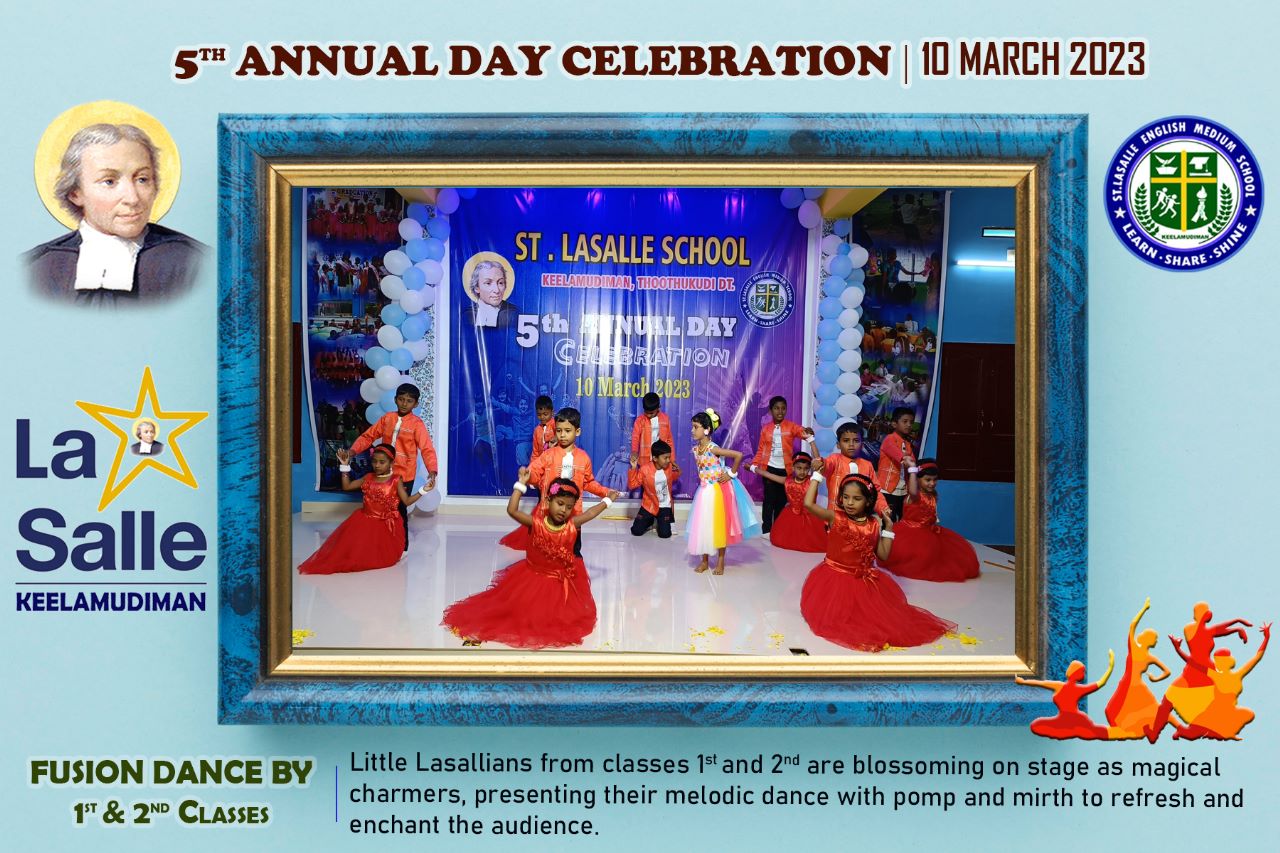 5TH ANNUAL DAY CELEBRATION | 10 MARCH 2023
ST.LASALLE ENGLISH MEDIUM SCHOOL
KEELAMUDIMAN
★ LEARN · SHARE · SHINE ★
GRADUATION
ST . LASALLE SCHOOL
KEELAMUDIMAN, THOOTHUKUDI DT.
5th ANNUAL DAY
CELEBRATION
10 March 2023
La
Salle
KEELAMUDIMAN
FUSION DANCE BY
1ST & 2ND CLASSES
Little Lasallians from classes 1st and 2nd are blossoming on stage as magical
charmers, presenting their melodic dance with pomp and mirth to refresh and
enchant the audience.